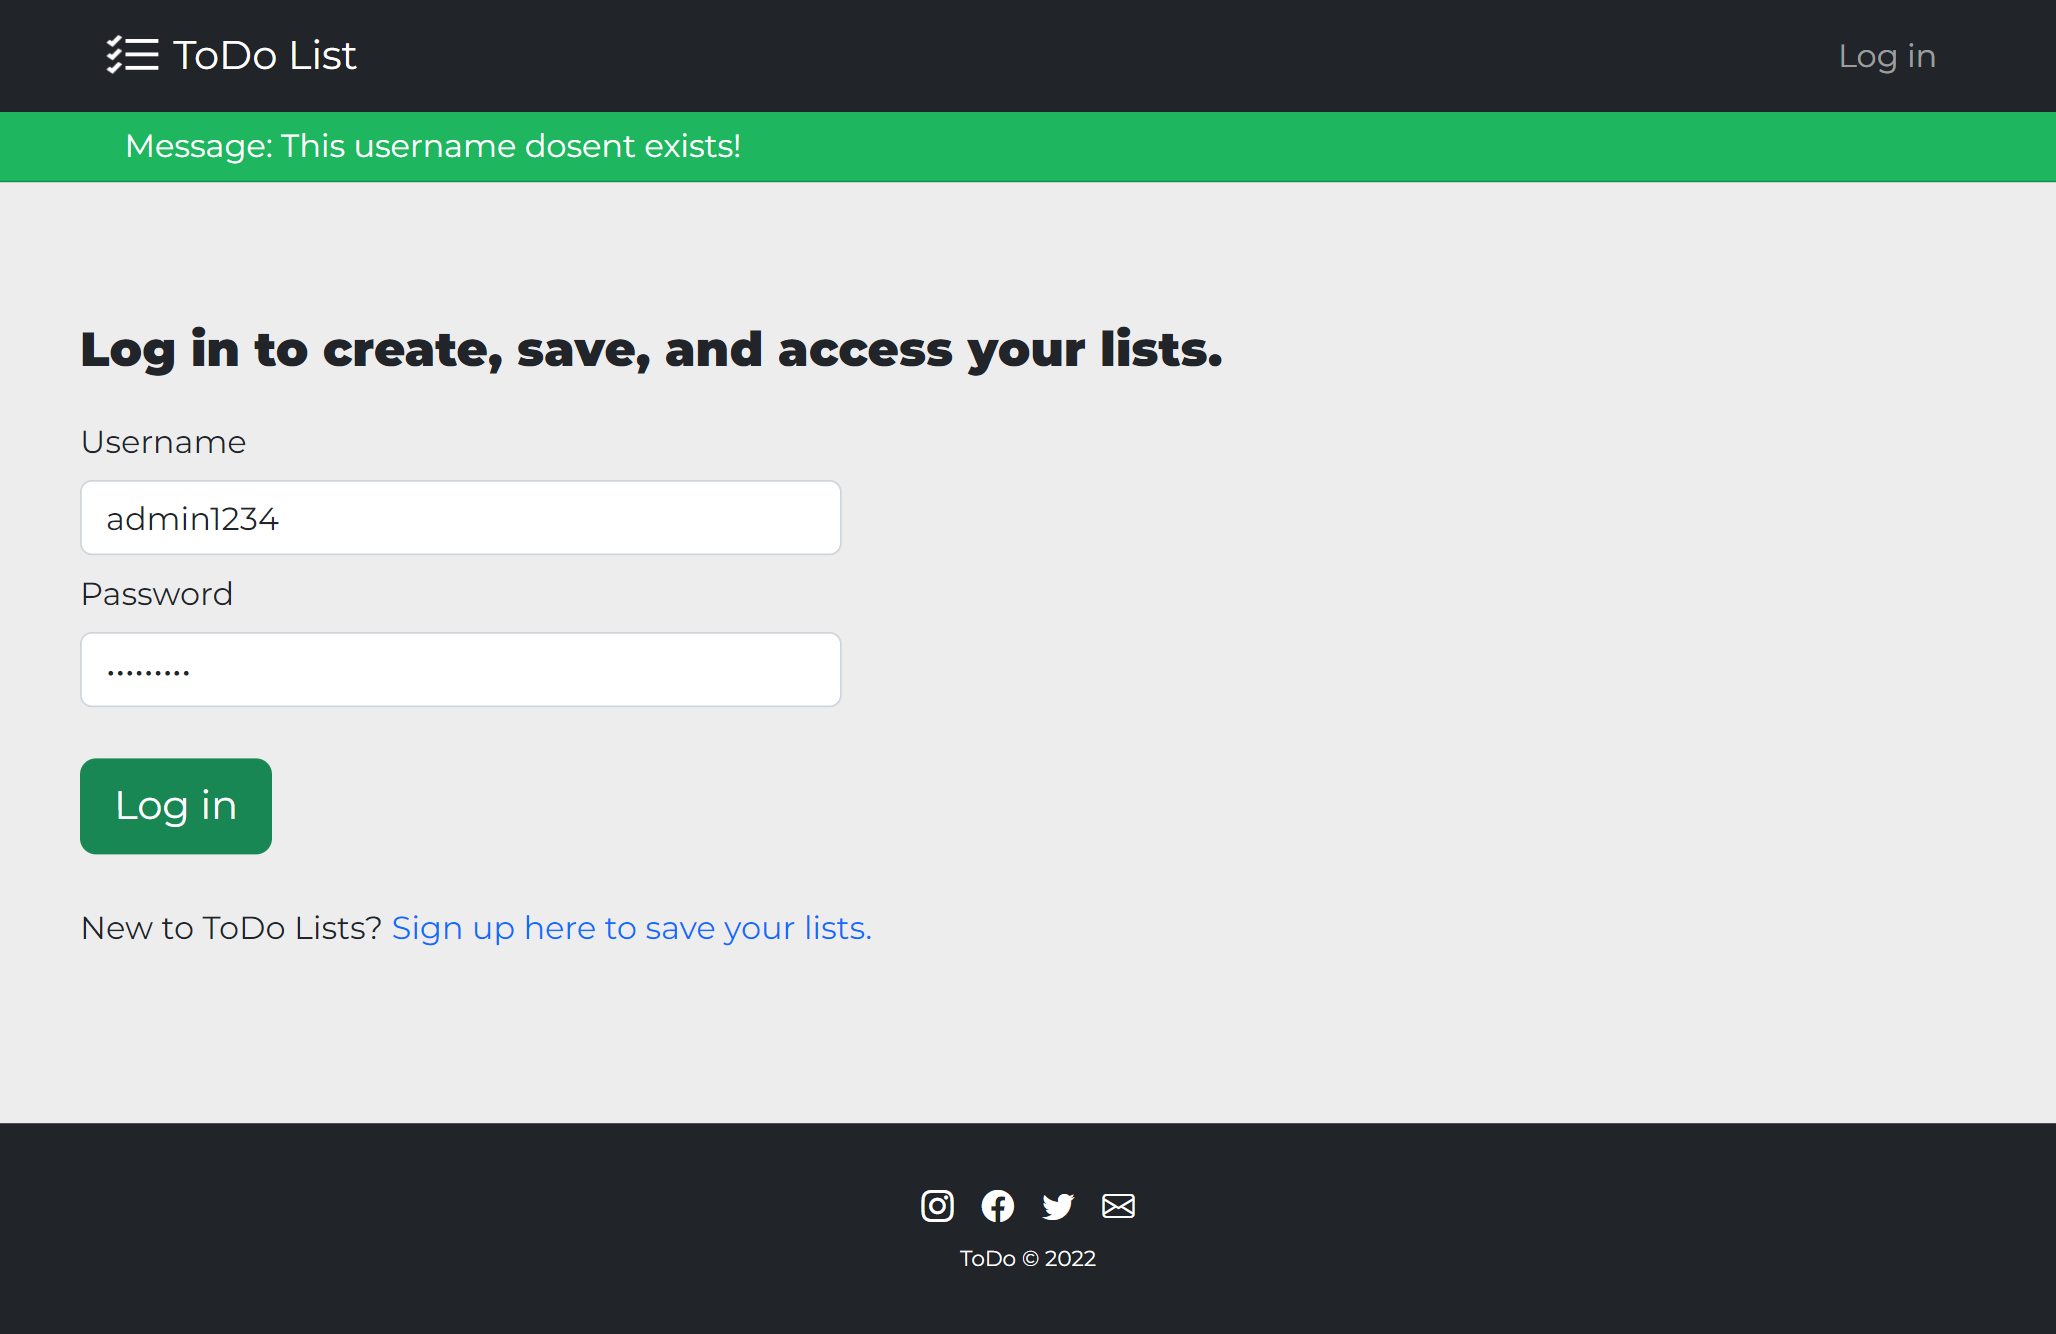 ToDo List
Log in
Message: This username dosent exists!
Log in to create, save, and access your lists.
Username
admin1234
Password
•••••••••
Log in
New to ToDo Lists? Sign up here to save your lists.
ToDo © 2022